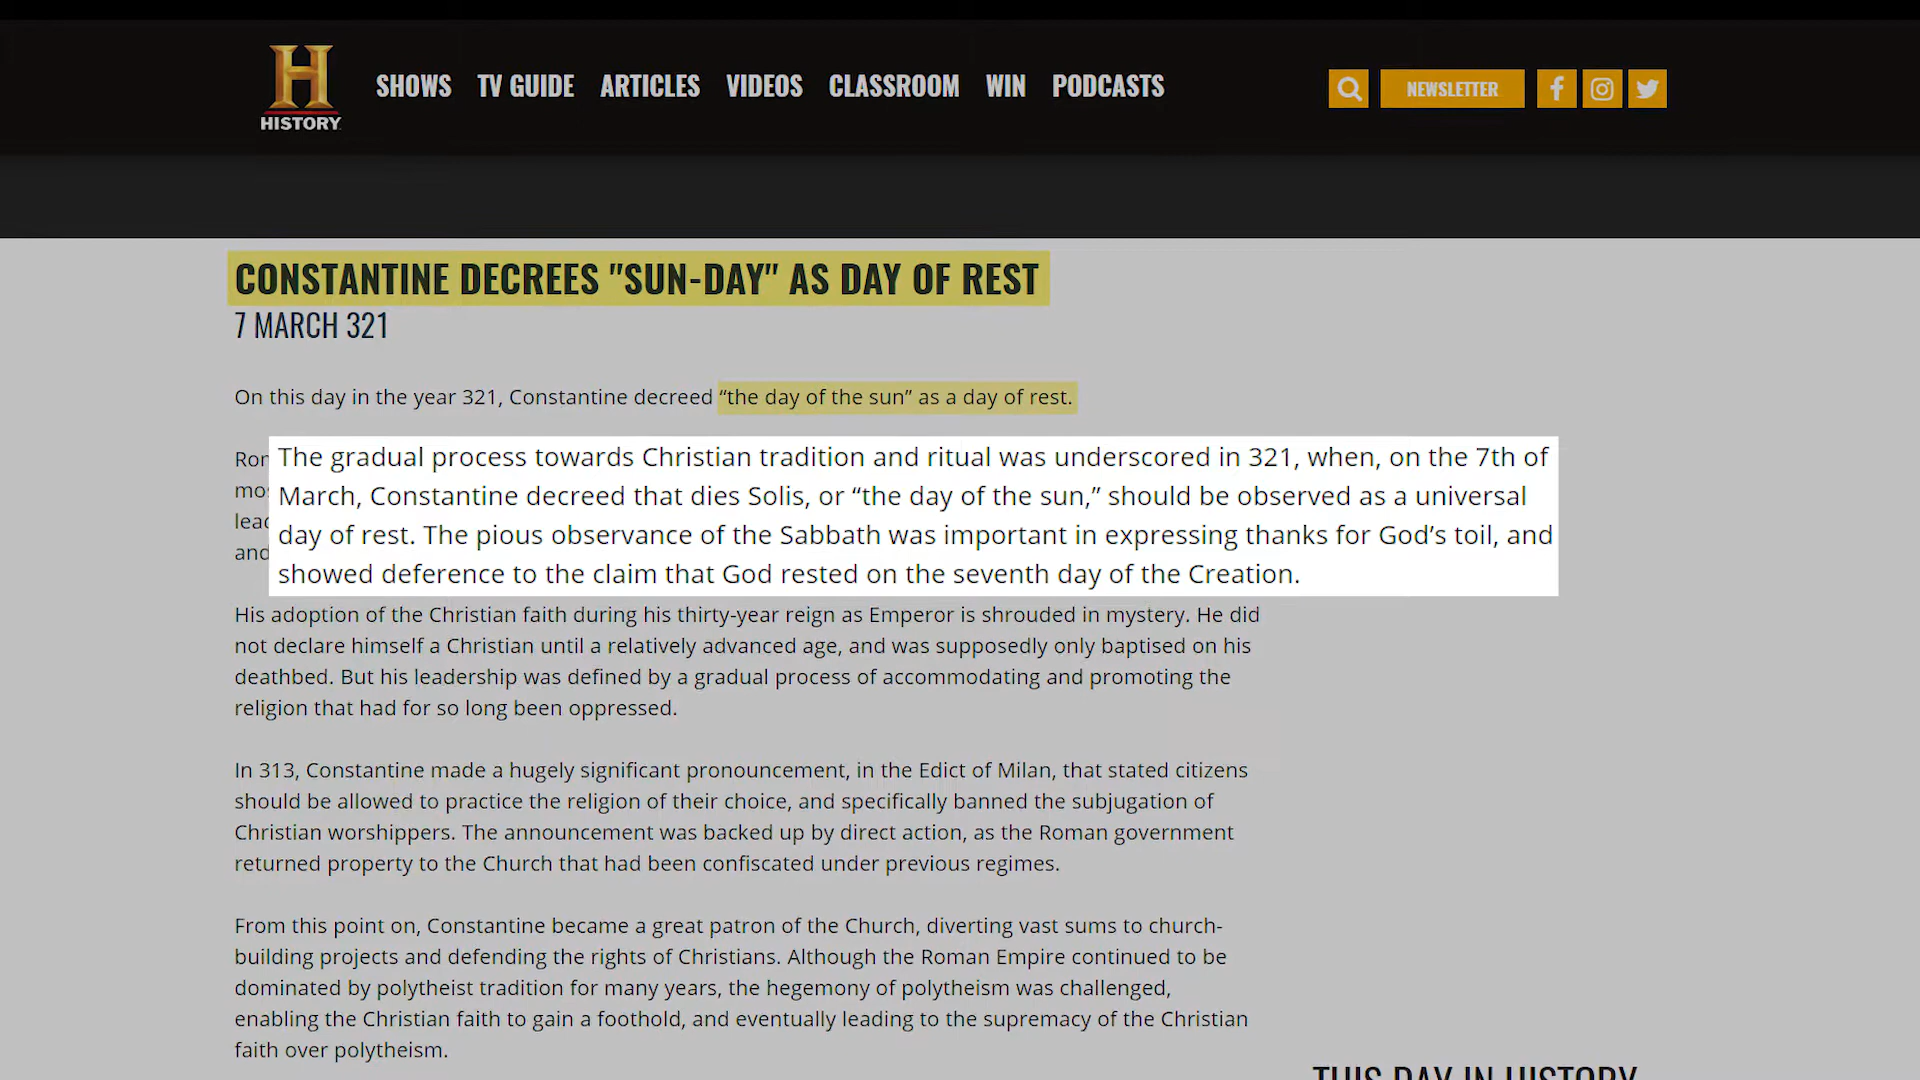 HISTORY
SHOWS TV GUIDE ARTICLES VIDEOS CLASSROOM WIN PODCASTS
NEWSLETTER
CONSTANTINE DECREES "SUN-DAY" AS DAY OF REST
7 MARCH 321
On this day in the year 321, Constantine decreed “the day of the sun” as a day of rest.
The gradual process towards Christian tradition and ritual was underscored in 321, when, on the 7th of
March, Constantine decreed that dies Solis, or “the day of the sun,” should be observed as a universal
day of rest. The pious observance of the Sabbath was important in expressing thanks for God’s toil, and
showed deference to the claim that God rested on the seventh day of the Creation.
and
His adoption of the Christian faith during his thirty-year reign as Emperor is shrouded in mystery. He did
not declare himself a Christian until a relatively advanced age, and was supposedly only baptised on his
deathbed. But his leadership was defined by a gradual process of accommodating and promoting the
religion that had for so long been oppressed.
In 313, Constantine made a hugely significant pronouncement, in the Edict of Milan, that stated citizens
should be allowed to practice the religion of their choice, and specifically banned the subjugation of
Christian worshippers. The announcement was backed up by direct action, as the Roman government
returned property to the Church that had been confiscated under previous regimes.
From this point on, Constantine became a great patron of the Church, diverting vast sums to church-
building projects and defending the rights of Christians. Although the Roman Empire continued to be
dominated by polytheist tradition for many years, the hegemony of polytheism was challenged,
enabling the Christian faith to gain a foothold, and eventually leading to the supremacy of the Christian
faith over polytheism.
THIS DAY IN HISTORY